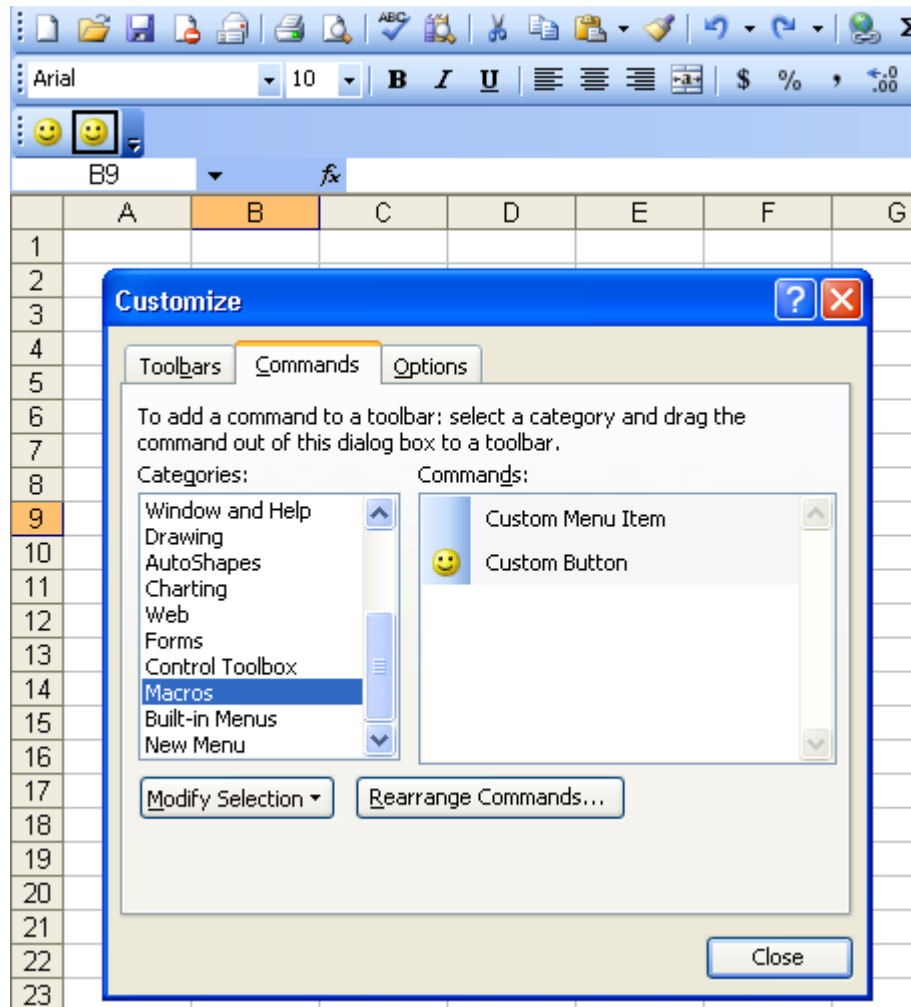 ABC
Σ
Arial 10 B I U a $ % , .0 .00
B9 fx
A B C D E F G
1
2
Customize
3
4
Toolbars Commands Options
5
6
To add a command to a toolbar: select a category and drag the
7
command out of this dialog box to a toolbar.
8
Categories: Commands:
9
Window and Help Custom Menu Item
Drawing
10
AutoShapes Custom Button
11
Charting
12
Web
Forms
13
Control Toolbox
14
Macros
15
Built-in Menus
16
New Menu
17
Modify Selection Rearrange Commands...
18
19
20
21
22
Close
23